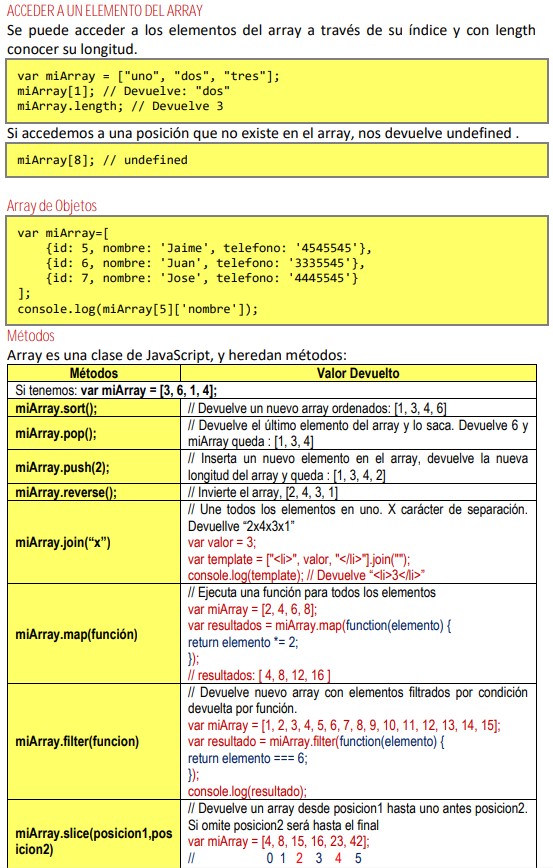 ACCEDER A UN ELEMENTO DEL ARRAY
Se puede acceder a los elementos del array a través de su índice y con length
conocer su longitud.
var miArray = ["uno", "dos", "tres"];
miArray[1]; // Devuelve: "dos"
miArray.length; // Devuelve 3
Si accedemos a una posición que no existe en el array, nos devuelve undefined .
miArray[8]; // undefined
Array de Objetos
var miArray=[
{id: 5, nombre: 'Jaime', telefono: '4545545'},
{id: 6, nombre: 'Juan', telefono: '3335545'},
{id: 7, nombre: 'Jose', telefono: '4445545'}
];
console.log(miArray[5]['nombre']);
Métodos
Array es una clase de JavaScript, y heredan métodos:
Métodos Valor Devuelto
Si tenemos: var miArray = [3, 6, 1, 4];
miArray.sort(); // Devuelve un nuevo array ordenados: [1, 3, 4, 6]
miArray.pop(); // Devuelve el último elemento del array y lo saca. Devuelve 6 y
miArray queda : [1, 3, 4]
miArray.push(2); // Inserta un nuevo elemento en el array, devuelve la nueva
longitud del array y queda : [1, 3, 4, 2]
miArray.reverse(); // Invierte el array, [2, 4, 3, 1]
miArray.join(“x”) // Une todos los elementos en uno. X carácter de separación.
Devuellve “2x4x3x1”
var valor = 3;
var template = ["<li>", valor, "</li>"].join("");
console.log(template); // Devuelve “<li>3</li>”
miArray.map(función) // Ejecuta una función para todos los elementos
var miArray = [2, 4, 6, 8];
var resultados = miArray.map(function(elemento) {
return elemento *= 2;
});
// resultados: [ 4, 8, 12, 16 ]
miArray.filter(funcion) // Devuelve nuevo array con elementos filtrados por condición
devuelta por función.
var miArray = [1, 2, 3, 4, 5, 6, 7, 8, 9, 10, 11, 12, 13, 14, 15];
var resultado = miArray.filter(function(elemento) {
return elemento === 6;
});
console.log(resultado);
miArray.slice(posicion1,pos
icion2) // Devuelve un array desde posicion1 hasta uno antes posicion2.
Si omite posicion2 será hasta el final
var miArray = [4, 8, 15, 16, 23, 42];
// 0 1 2 3 4 5